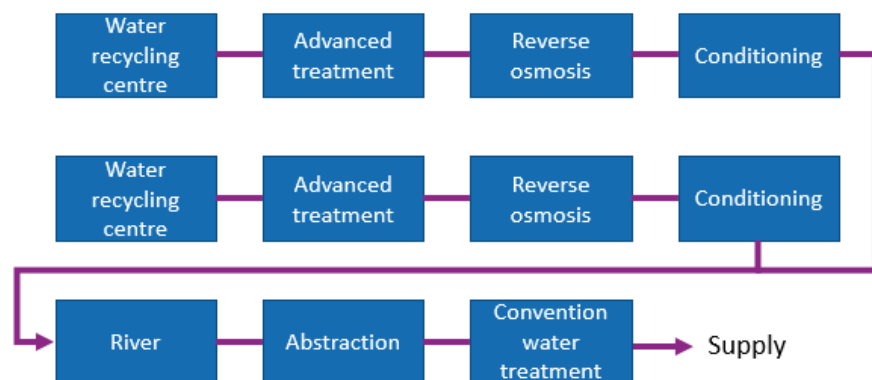 Water
recycling
centre
Advanced
treatment
Reverse
osmosis
Conditioning
Water
recycling
centre
Advanced
treatment
Reverse
osmosis
Conditioning
River
Abstraction
Convention
water
treatment
Supply